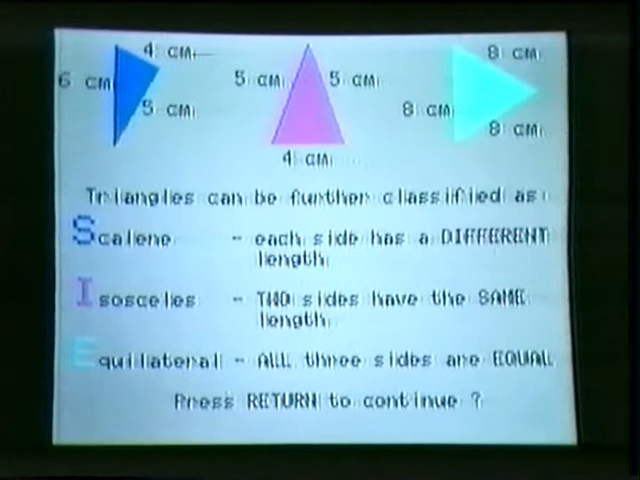 4 CM
8 CM
6 CM
5 CM
5 CM
5 CM
8 CM
8 CM
4 CM
Triangles can be further classified as:
Scalene - each side has a DIFFERENT
length
Isosceles - TWO sides have the SAME
length
Equilateral - ALL three sides are EQUAL
Press RETURN to continue ?